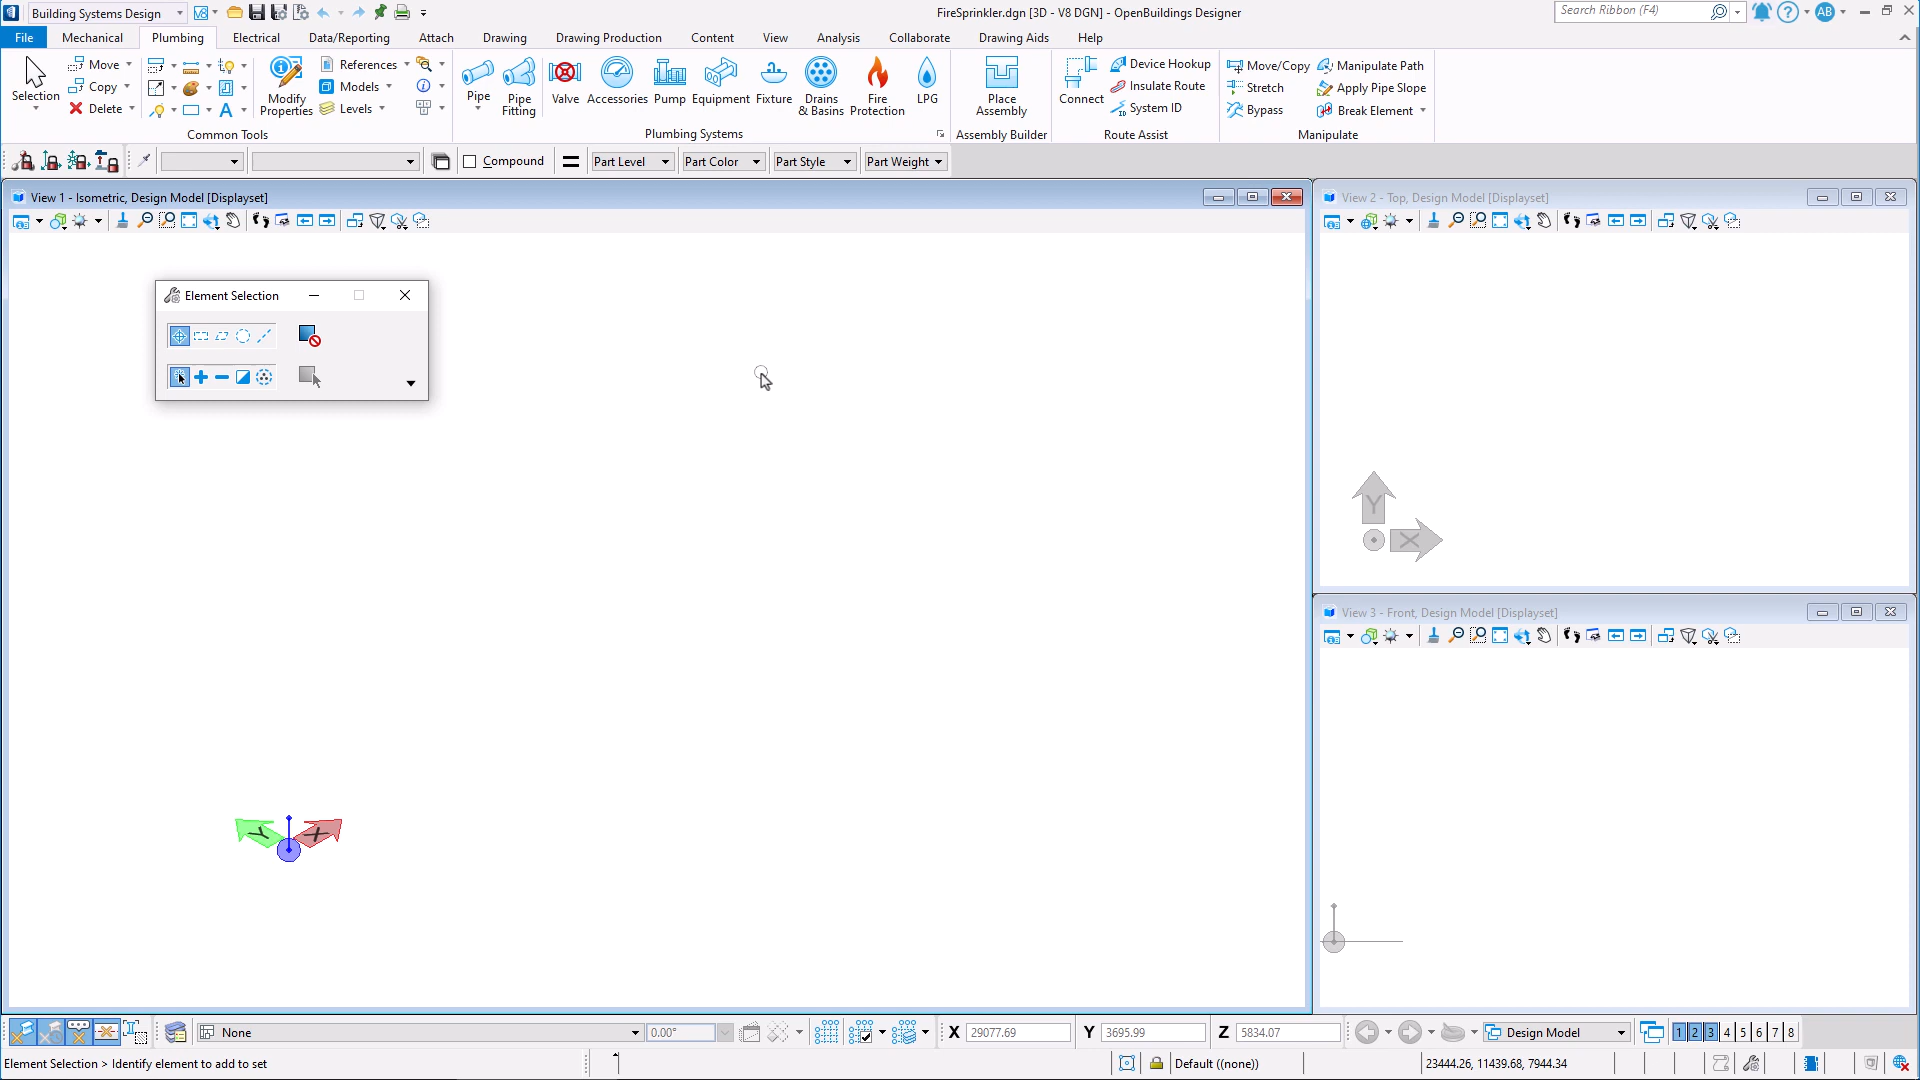 Building Systems Design
FireSprinkler.dgn [3D - V8 DGN] - OpenBuildings Designer
Search Ribbon (F4)
AB
File Mechanical Plumbing Electrical Data/Reporting Attach Drawing Drawing Production Content View Analysis Collaborate Drawing Aids Help
Selection
Move
Copy
Delete
Modify Properties
References
Models
Levels
Common Tools
Pipe
Pipe Fitting
Valve
Accessories
Pump
Equipment
Fixture
Drains & Basins
Fire Protection
LPG
Plumbing Systems
Place Assembly
Assembly Builder
Connect
Device Hookup
Insulate Route
System ID
Route Assist
Move/Copy
Stretch
Bypass
Manipulate Path
Apply Pipe Slope
Break Element
Manipulate
Compound
Part Level
Part Color
Part Style
Part Weight
View 1 - Isometric, Design Model [Displayset]
View 2 - Top, Design Model [Displayset]
Element Selection
Y
X
View 3 - Front, Design Model [Displayset]
Y
X
None
0.00°
X 29077.69
Y 3695.99
Z 5834.07
Design Model
1 2 3 4 5 6 7 8
Element Selection > Identify element to add to set
Default ((none))
23444.26, 11439.68, 7944.34